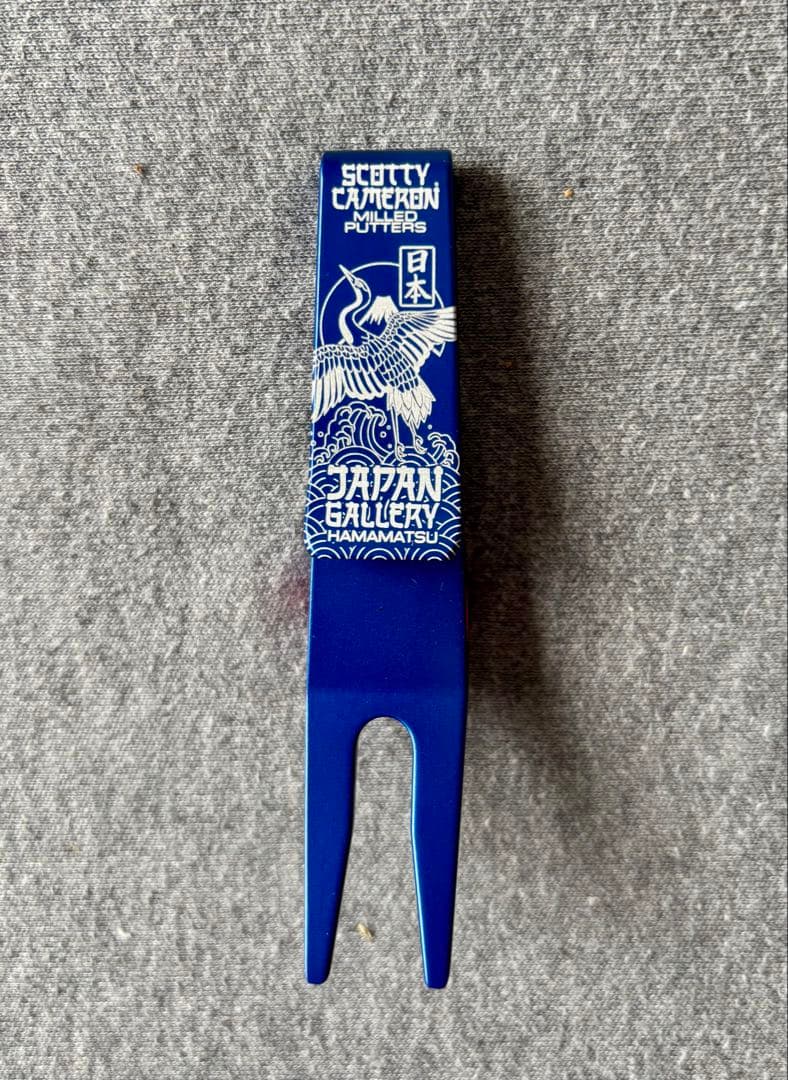 SCOTTY
CAMERON
MILLED
PUTTERS
日本
JAPAN
GALLERY
HAMAMATSU